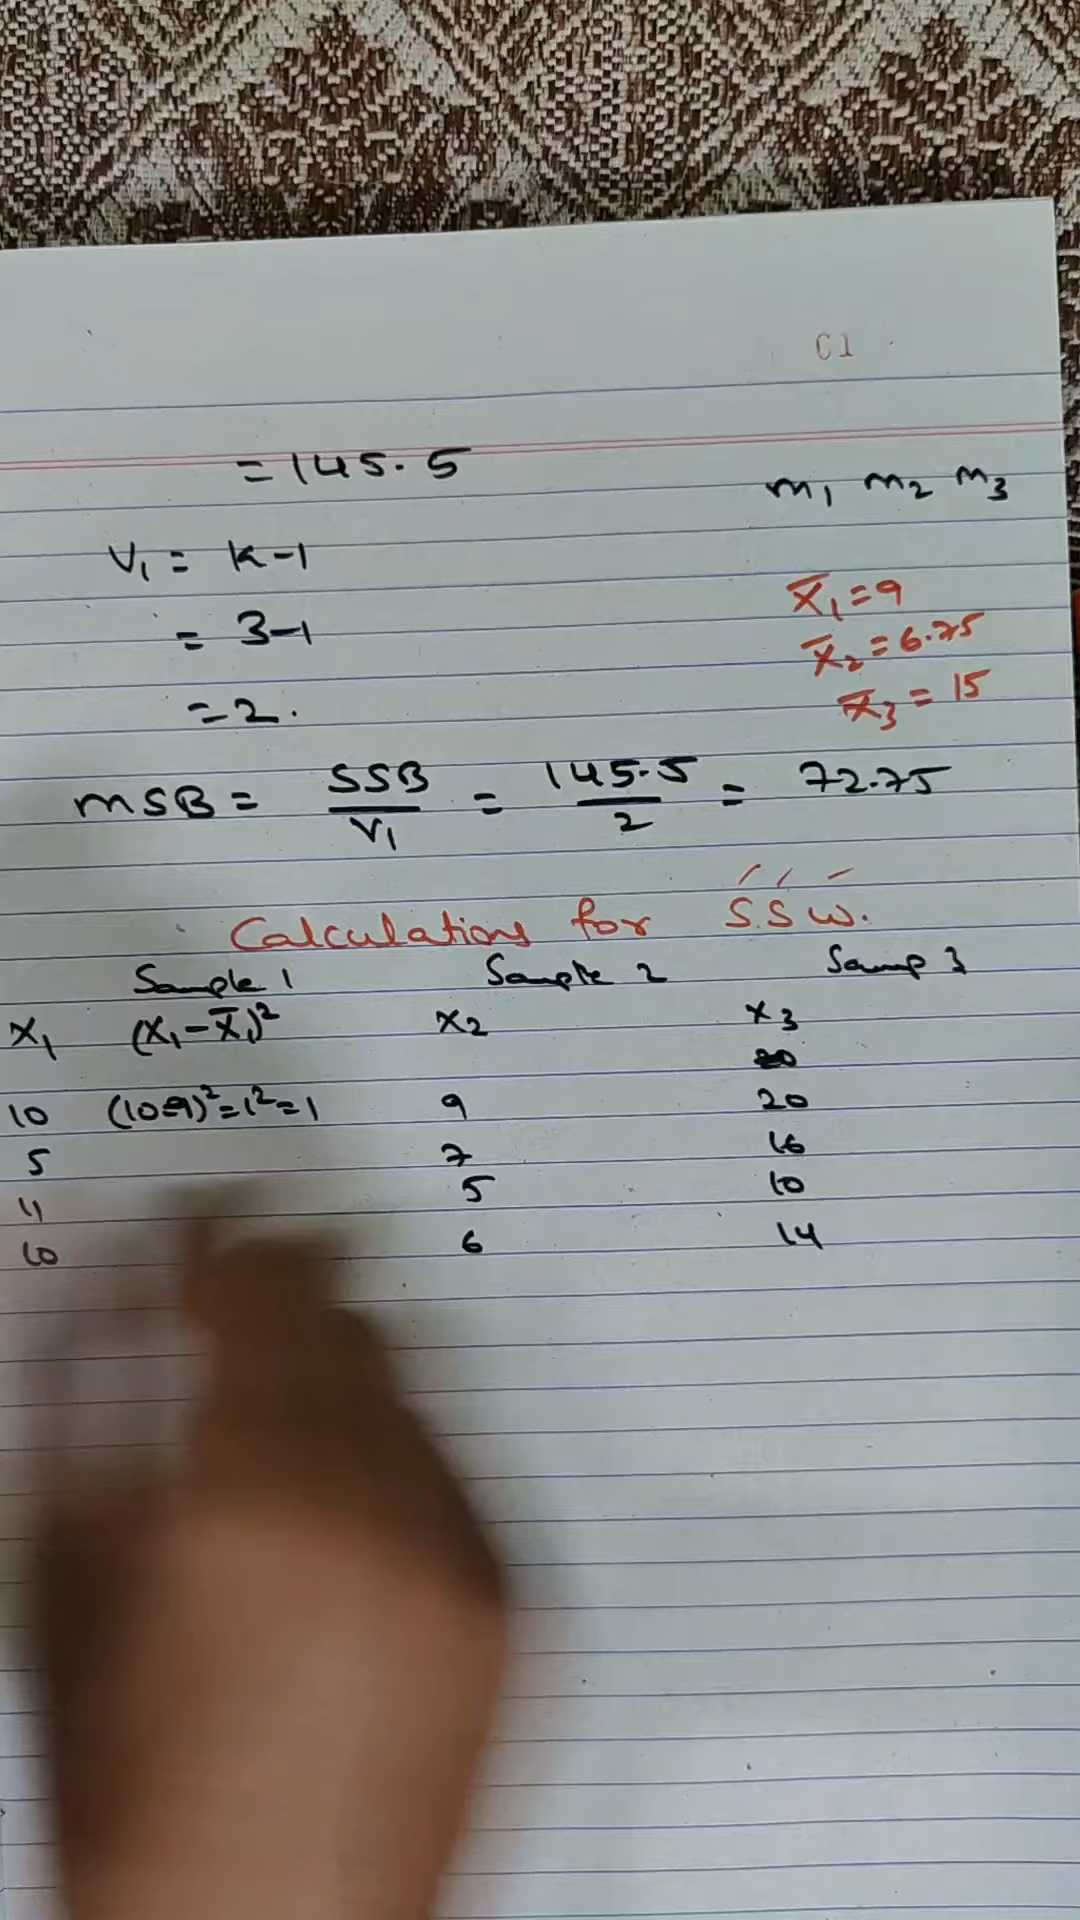 C1
= 145.5
m1 m2 m3
V1 = K-1
x̄1 = 9
= 3-1
x̄2 = 6.75
= 2.
x̄3 = 15
mSB = SSB/V1 = 145.5/2 = 72.75
Calculations for S.S.W.
Sample 1 Sample 2 Samp 3
X1 (X1-X̄1)² X2 X3
10 (10-9)²=1²=1 9 20
5 7 16
11 5 10
10 6 14